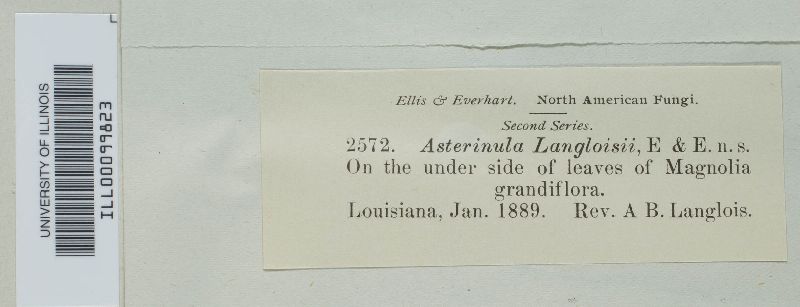 UNIVERSITY OF ILLINOIS
ILL00099823
Ellis & Everhart. North American Fungi.
Second Series.
2572. Asterinula Langloisii, E & E. n. s.
On the under side of leaves of Magnolia
grandiflora.
Louisiana, Jan. 1889. Rev. A B. Langlois.